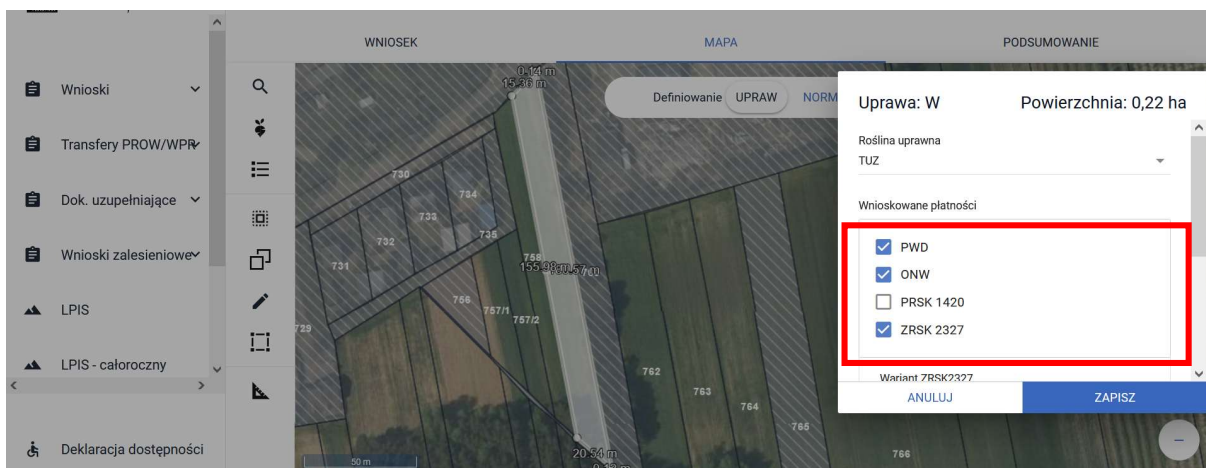 WNIOSEK
MAPA
PODSUMOWANIE
Wnioski
Transfery PROW/WPR
Dok. uzupełniające
Wnioski zalesieniowe
LPIS
LPIS - całoroczny
Deklaracja dostępności
0.14 m
15.36 m
Definiowanie UPRAW NORM
730
734
733
735
732
731
758
155.98 m
756
757/1
757/2
729
762
763
764
765
766
20.54 m
50 m
Uprawa: W Powierzchnia: 0,22 ha
Roślina uprawna
TUZ
Wnioskowane płatności
PWD
ONW
PRSK 1420
ZRSK 2327
Wariant ZRSK2327
ANULUJ ZAPISZ